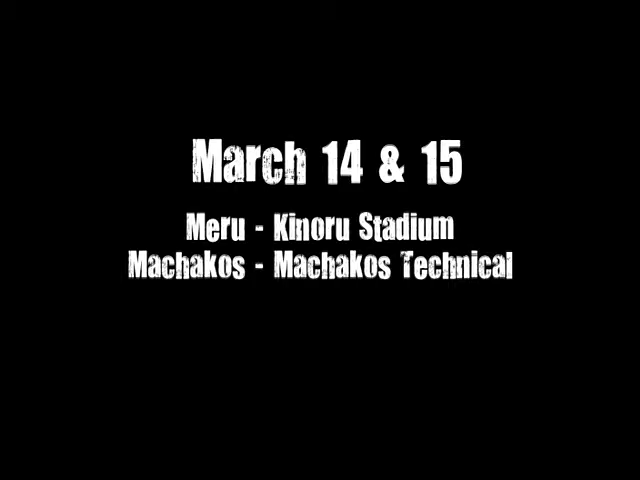 March 14 & 15
Meru - Kinoru Stadium
Machakos - Machakos Technical